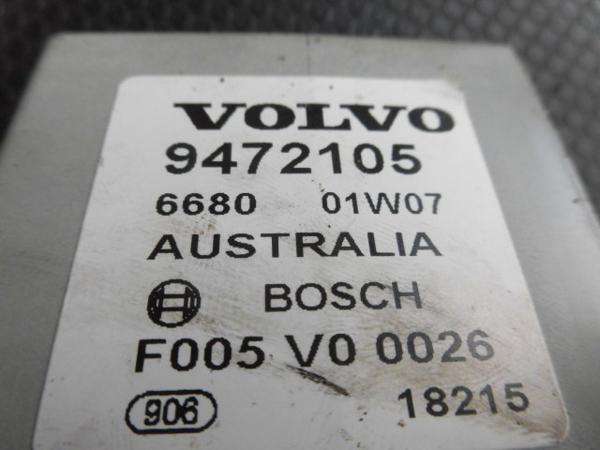 VOLVO
9472105
6680 01W07
AUSTRALIA
BOSCH
F005 V0 0026
906 18215